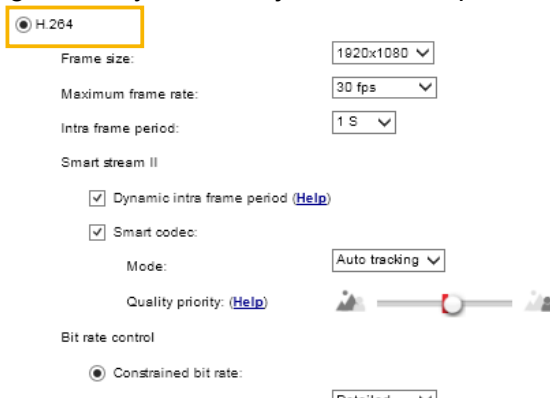 H.264
Frame size: 1920x1080
Maximum frame rate: 30 fps
Intra frame period: 1 S
Smart stream II
Dynamic intra frame period (Help)
Smart codec:
Mode: Auto tracking
Quality priority: (Help)
Bit rate control
Constrained bit rate: